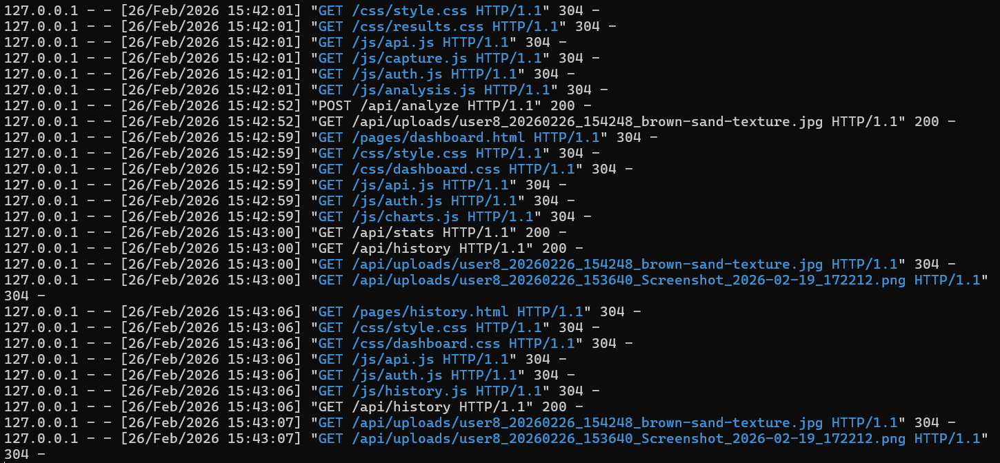 127.0.0.1 - - [26/Feb/2026 15:42:01] "GET /css/style.css HTTP/1.1" 304 -
127.0.0.1 - - [26/Feb/2026 15:42:01] "GET /css/results.css HTTP/1.1" 304 -
127.0.0.1 - - [26/Feb/2026 15:42:01] "GET /js/api.js HTTP/1.1" 304 -
127.0.0.1 - - [26/Feb/2026 15:42:01] "GET /js/capture.js HTTP/1.1" 304 -
127.0.0.1 - - [26/Feb/2026 15:42:01] "GET /js/auth.js HTTP/1.1" 304 -
127.0.0.1 - - [26/Feb/2026 15:42:01] "GET /js/analysis.js HTTP/1.1" 304 -
127.0.0.1 - - [26/Feb/2026 15:42:52] "POST /api/analyze HTTP/1.1" 200 -
127.0.0.1 - - [26/Feb/2026 15:42:52] "GET /api/uploads/user8_20260226_154248_brown-sand-texture.jpg HTTP/1.1" 200 -
127.0.0.1 - - [26/Feb/2026 15:42:59] "GET /pages/dashboard.html HTTP/1.1" 304 -
127.0.0.1 - - [26/Feb/2026 15:42:59] "GET /css/style.css HTTP/1.1" 304 -
127.0.0.1 - - [26/Feb/2026 15:42:59] "GET /css/dashboard.css HTTP/1.1" 304 -
127.0.0.1 - - [26/Feb/2026 15:42:59] "GET /js/api.js HTTP/1.1" 304 -
127.0.0.1 - - [26/Feb/2026 15:42:59] "GET /js/auth.js HTTP/1.1" 304 -
127.0.0.1 - - [26/Feb/2026 15:42:59] "GET /js/charts.js HTTP/1.1" 304 -
127.0.0.1 - - [26/Feb/2026 15:43:00] "GET /api/stats HTTP/1.1" 200 -
127.0.0.1 - - [26/Feb/2026 15:43:00] "GET /api/history HTTP/1.1" 200 -
127.0.0.1 - - [26/Feb/2026 15:43:00] "GET /api/uploads/user8_20260226_154248_brown-sand-texture.jpg HTTP/1.1" 304 -
127.0.0.1 - - [26/Feb/2026 15:43:00] "GET /api/uploads/user8_20260226_153640_Screenshot_2026-02-19_172212.png HTTP/1.1"
304 -
127.0.0.1 - - [26/Feb/2026 15:43:06] "GET /pages/history.html HTTP/1.1" 304 -
127.0.0.1 - - [26/Feb/2026 15:43:06] "GET /css/style.css HTTP/1.1" 304 -
127.0.0.1 - - [26/Feb/2026 15:43:06] "GET /css/dashboard.css HTTP/1.1" 304 -
127.0.0.1 - - [26/Feb/2026 15:43:06] "GET /js/api.js HTTP/1.1" 304 -
127.0.0.1 - - [26/Feb/2026 15:43:06] "GET /js/auth.js HTTP/1.1" 304 -
127.0.0.1 - - [26/Feb/2026 15:43:06] "GET /js/history.js HTTP/1.1" 304 -
127.0.0.1 - - [26/Feb/2026 15:43:06] "GET /api/history HTTP/1.1" 200 -
127.0.0.1 - - [26/Feb/2026 15:43:07] "GET /api/uploads/user8_20260226_154248_brown-sand-texture.jpg HTTP/1.1" 304 -
127.0.0.1 - - [26/Feb/2026 15:43:07] "GET /api/uploads/user8_20260226_153640_Screenshot_2026-02-19_172212.png HTTP/1.1"
304 -